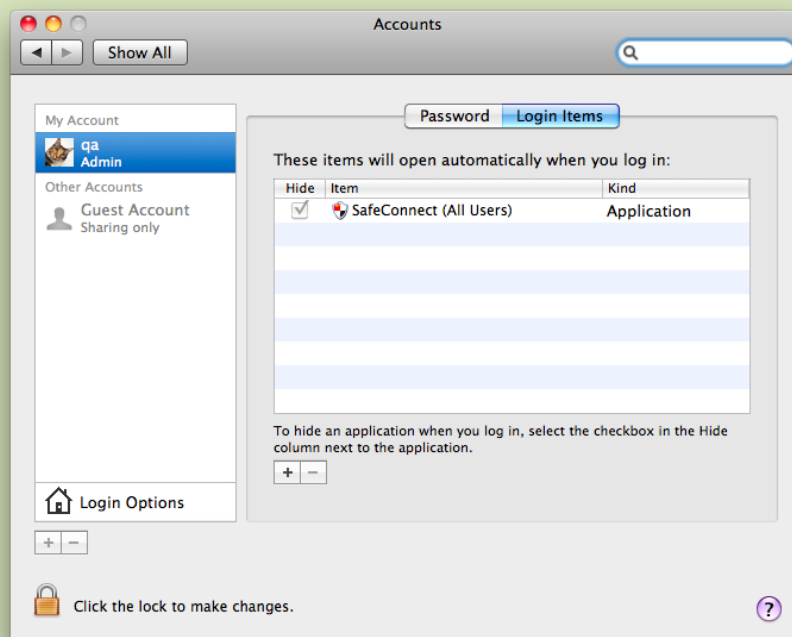 Accounts
Show All
My Account
qa
Admin
Other Accounts
Guest Account
Sharing only
Login Options
Password Login Items
These items will open automatically when you log in:
Hide Item Kind
SafeConnect (All Users) Application
To hide an application when you log in, select the checkbox in the Hide
column next to the application.
+ −
+ −
Click the lock to make changes.
?